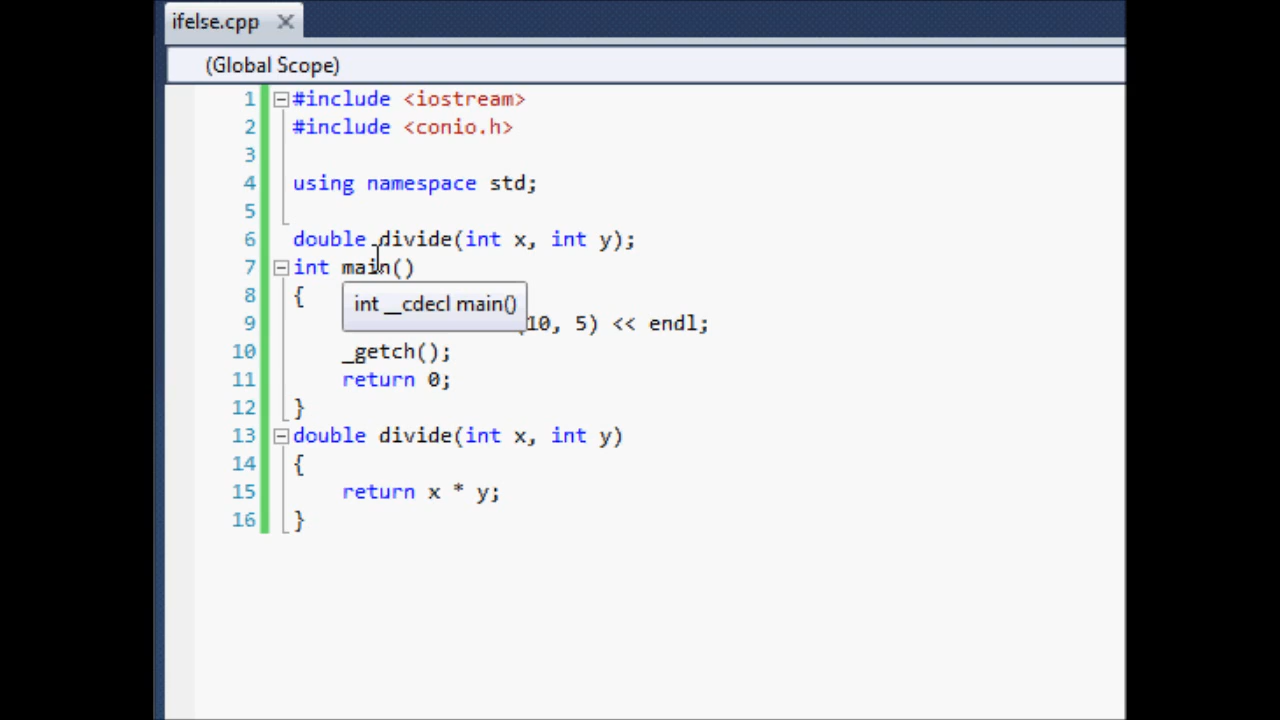 ifelse.cpp
(Global Scope)
1 #include <iostream>
2 #include <conio.h>
3
4 using namespace std;
5
6 double divide(int x, int y);
7 int main()
8 {
int __cdecl main()
9 (10, 5) << endl;
10 _getch();
11 return 0;
12 }
13 double divide(int x, int y)
14 {
15 return x * y;
16 }